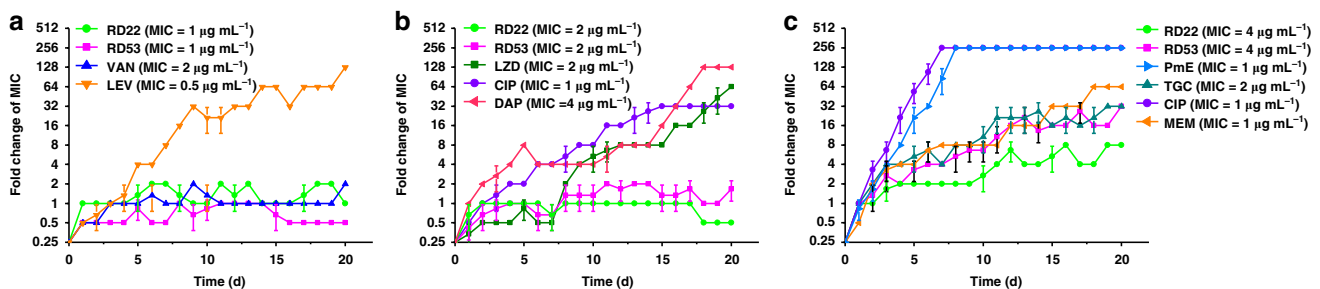 a
RD22 (MIC = 1 μg mL⁻¹)
RD53 (MIC = 1 μg mL⁻¹)
VAN (MIC = 2 μg mL⁻¹)
LEV (MIC = 0.5 μg mL⁻¹)
Fold change of MIC
512
256
128
64
32
16
8
4
2
1
0.5
0.25
0 5 10 15 20
Time (d)
b
RD22 (MIC = 2 μg mL⁻¹)
RD53 (MIC = 2 μg mL⁻¹)
LZD (MIC = 2 μg mL⁻¹)
CIP (MIC = 1 μg mL⁻¹)
DAP (MIC =4 μg mL⁻¹)
Fold change of MIC
512
256
128
64
32
16
8
4
2
1
0.5
0.25
0 5 10 15 20
Time (d)
c
Fold change of MIC
512
256
128
64
32
16
8
4
2
1
0.5
0.25
0 5 10 15 20
Time (d)
RD22 (MIC = 4 μg mL⁻¹)
RD53 (MIC = 4 μg mL⁻¹)
PmE (MIC = 1 μg mL⁻¹)
TGC (MIC = 2 μg mL⁻¹)
CIP (MIC = 1 μg mL⁻¹)
MEM (MIC = 1 μg mL⁻¹)